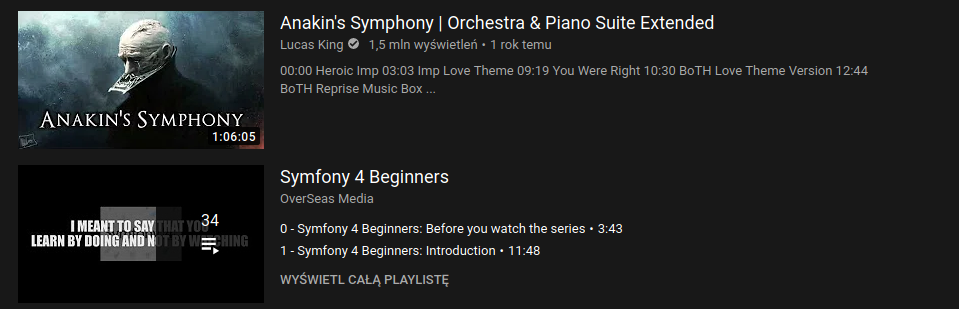 Anakin's Symphony | Orchestra & Piano Suite Extended
Lucas King 1,5 mln wyświetleń • 1 rok temu
00:00 Heroic Imp 03:03 Imp Love Theme 09:19 You Were Right 10:30 BoTH Love Theme Version 12:44
BoTH Reprise Music Box ...
ANAKIN'S SYMPHONY
1:06:05
Symfony 4 Beginners
OverSeas Media
0 - Symfony 4 Beginners: Before you watch the series • 3:43
1 - Symfony 4 Beginners: Introduction • 11:48
WYŚWIETL CAŁĄ PLAYLISTĘ
I MEANT TO SAY THAT YOU
LEARN BY DOING AND NOT BY WATCHING
34